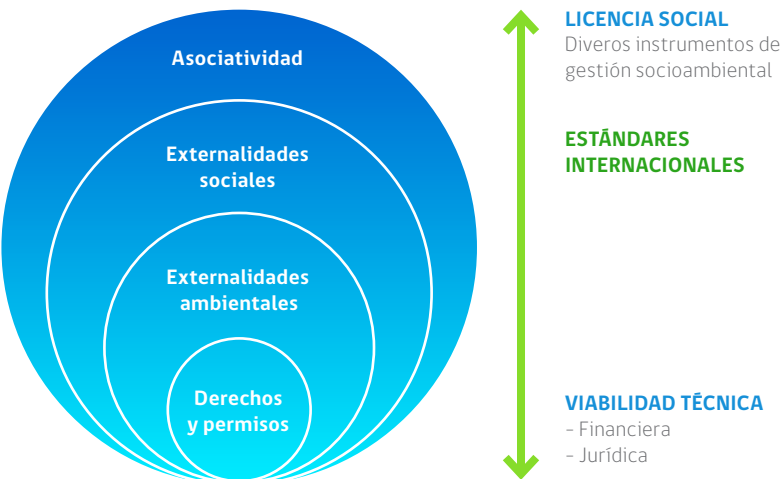 Asociatividad
Externalidades
sociales
Externalidades
ambientales
Derechos
y permisos
LICENCIA SOCIAL
Diveros instrumentos de
gestión socioambiental
ESTÁNDARES
INTERNACIONALES
VIABILIDAD TÉCNICA
- Financiera
- Jurídica